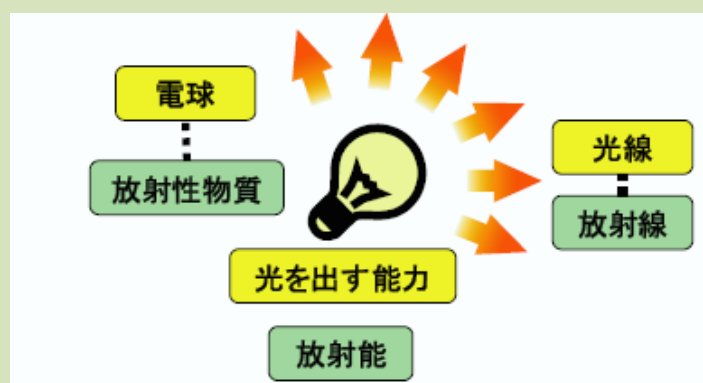 電球
放射性物質
光線
放射線
光を出す能力
放射能